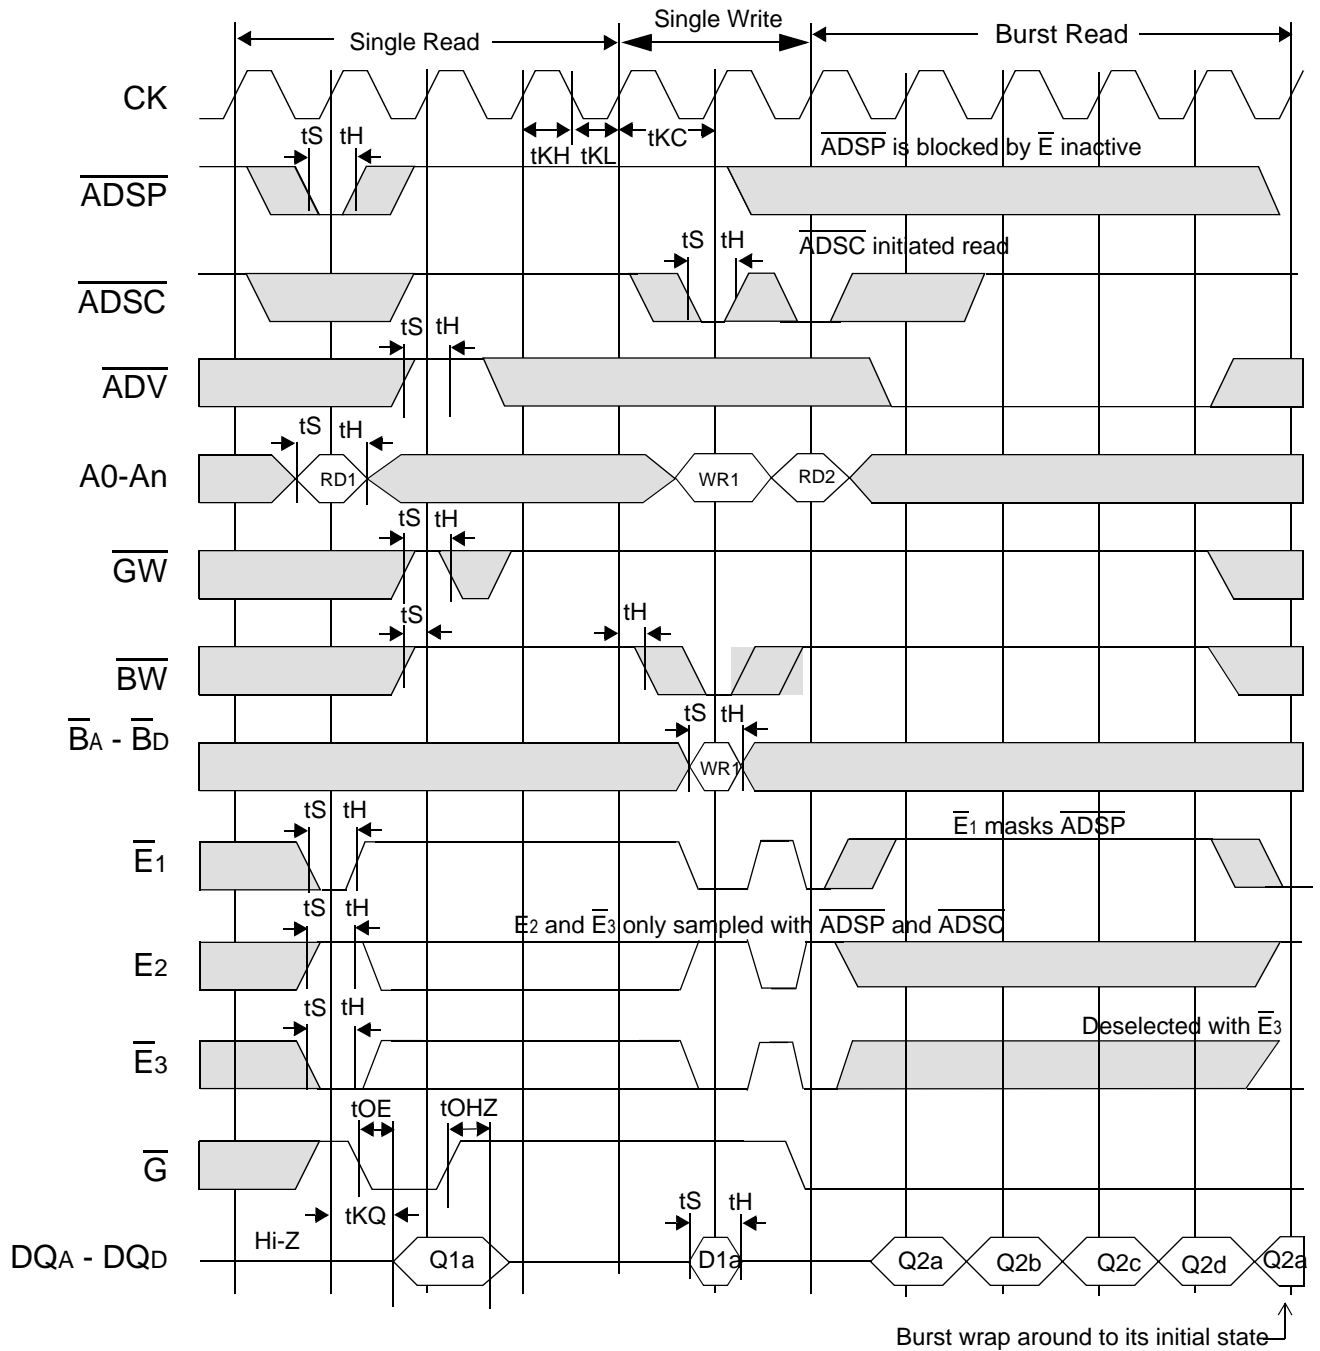 Single Read
Single Write
Burst Read
CK
tS tH
tKH tKL
tKC
ADSP is blocked by E inactive
ADSP
tS tH
ADSC initiated read
ADSC
tS tH
ADV
tS tH
A0-An
RD1
WR1
RD2
tS tH
GW
tS
tH
BW
tS tH
BA - BD
WR1
tS tH
E1 masks ADSP
E1
tS tH
E2 and E3 only sampled with ADSP and ADSC
E2
tS tH
Deselected with E3
E3
tOE
tOHZ
G
tKQ
tS tH
Hi-Z
DQA - DQD
Q1a
D1a
Q2a
Q2b
Q2c
Q2d
Q2a
Burst wrap around to its initial state